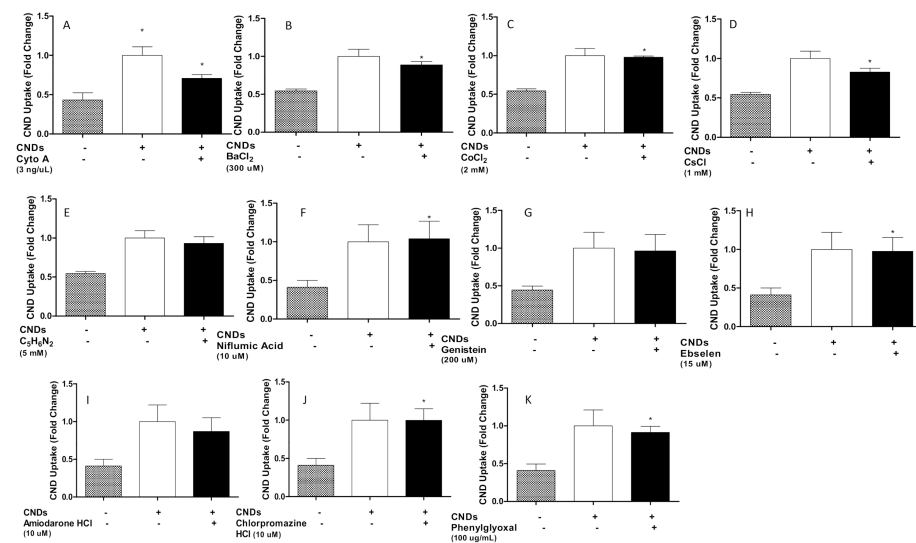 A
CND Uptake (Fold Change)
1.5
1.0
0.5
0.0
*
*
CNDs - + +
Cyto A - - +
(3 ng/uL)
B
CND Uptake (Fold Change)
1.5
1.0
0.5
0.0
*
CNDs - + +
BaCl2 - - +
(300 uM)
C
CND Uptake (Fold Change)
1.5
1.0
0.5
0.0
*
CNDs - + +
CoCl2 - - +
(2 mM)
D
CND Uptake (Fold Change)
1.5
1.0
0.5
0.0
*
CNDs - + +
CsCl - - +
(1 mM)
E
CND Uptake (Fold Change)
1.5
1.0
0.5
0.0
CNDs - + +
C5H6N2 - - +
(5 mM)
F
CND Uptake (Fold Change)
1.5
1.0
0.5
0.0
*
CNDs - + +
Niflumic Acid - - +
(10 uM)
G
CND Uptake (Fold Change)
1.5
1.0
0.5
0.0
CNDs - + +
Genistein - - +
(200 uM)
H
CND Uptake (Fold Change)
1.5
1.0
0.5
0.0
*
CNDs - + +
Ebselen - - +
(15 uM)
I
CND Uptake (Fold Change)
1.5
1.0
0.5
0.0
CNDs - + +
Amiodarone HCl - - +
(10 uM)
J
CND Uptake (Fold Change)
1.5
1.0
0.5
0.0
*
CNDs - + +
Chlorpromazine - - +
HCl (10 uM)
K
CND Uptake (Fold Change)
1.5
1.0
0.5
0.0
*
CNDs - + +
Phenylglyoxal - - +
(100 ug/mL)